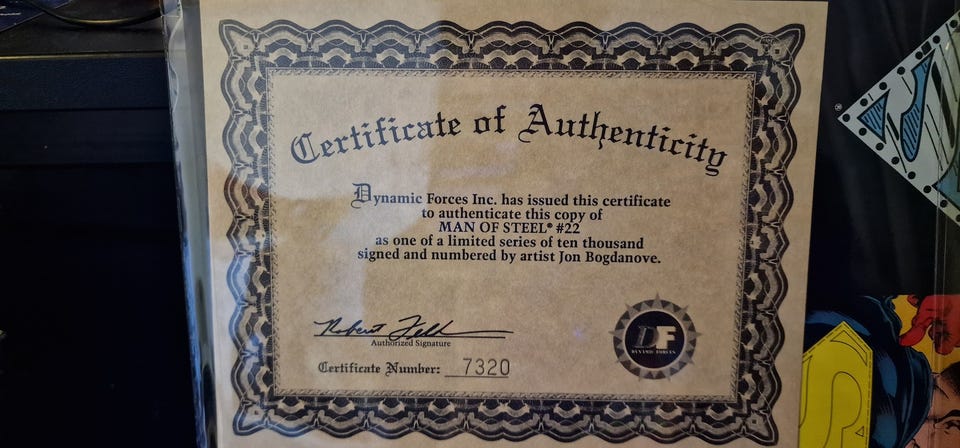 Certificate of Authenticity
Dynamic Forces Inc. has issued this certificate
to authenticate this copy of
MAN OF STEEL® #22
as one of a limited series of ten thousand
signed and numbered by artist Jon Bogdanove.
Authorized Signature
Certificate Number: 7320
DF
DYNAMIC FORCES